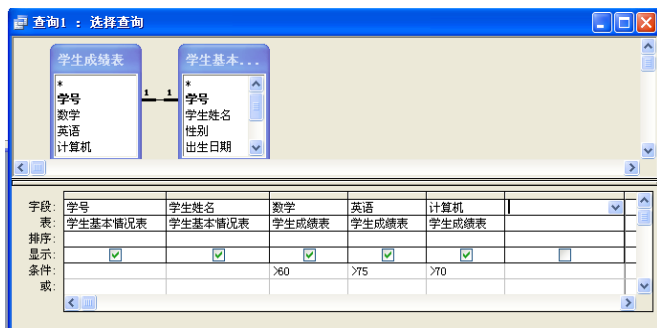 查询1 : 选择查询
学生成绩表
*
学号
数学
英语
计算机
1 1
学生基本...
*
学号
学生姓名
性别
出生日期
字段: 学号 学生姓名 数学 英语 计算机
表: 学生基本情况表 学生基本情况表 学生成绩表 学生成绩表 学生成绩表
排序:
显示:
条件: >60 >75 >70
或: